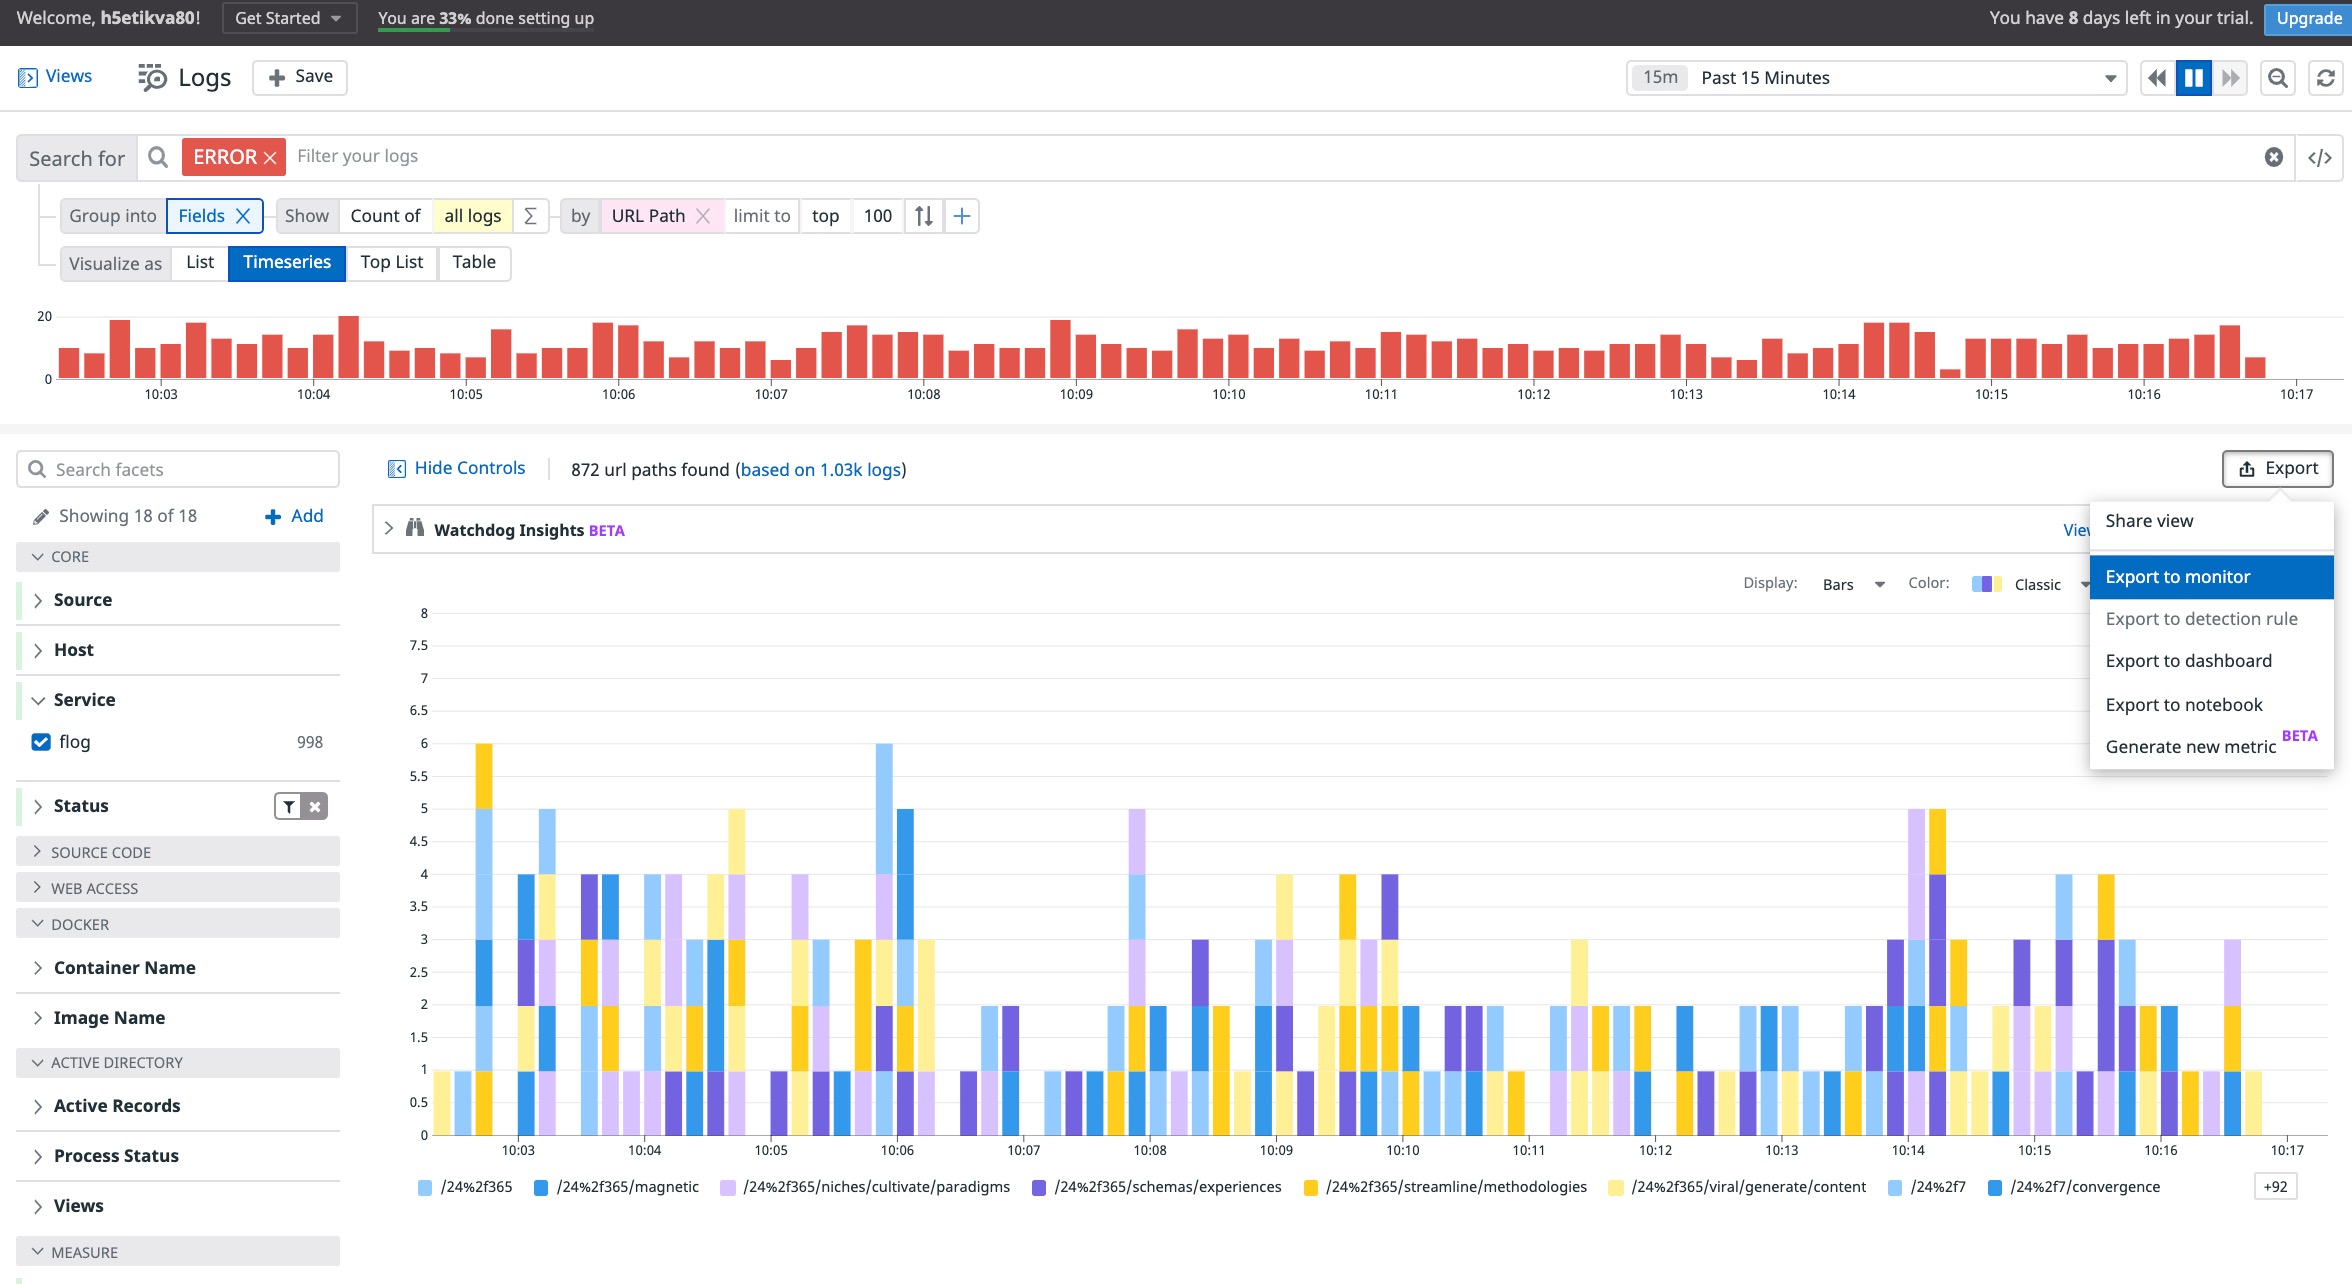 Welcome, h5etikva80! Get Started You are 33% done setting up You have 8 days left in your trial. Upgrade
Views Logs + Save 15m Past 15 Minutes
Search for ERROR Filter your logs </>
Group into Fields Show Count of all logs Σ by URL Path limit to top 100 +
Visualize as List Timeseries Top List Table
20
0
10:03 10:04 10:05 10:06 10:07 10:08 10:09 10:10 10:11 10:12 10:13 10:14 10:15 10:16 10:17
Search facets
Showing 18 of 18 + Add
CORE
Source
Host
Service
flog 998
Status
SOURCE CODE
WEB ACCESS
DOCKER
Container Name
Image Name
ACTIVE DIRECTORY
Active Records
Process Status
Views
MEASURE
Hide Controls 872 url paths found (based on 1.03k logs) Export
Watchdog Insights BETA View
Share view
Export to monitor
Export to detection rule
Export to dashboard
Export to notebook
Generate new metric BETA
Display: Bars Color: Classic
8
7.5
7
6.5
6
5.5
5
4.5
4
3.5
3
2.5
2
1.5
1
0.5
0
10:03 10:04 10:05 10:06 10:07 10:08 10:09 10:10 10:11 10:12 10:13 10:14 10:15 10:16 10:17
/24%2f365 /24%2f365/magnetic /24%2f365/niches/cultivate/paradigms /24%2f365/schemas/experiences /24%2f365/streamline/methodologies /24%2f365/viral/generate/content /24%2f7 /24%2f7/convergence +92